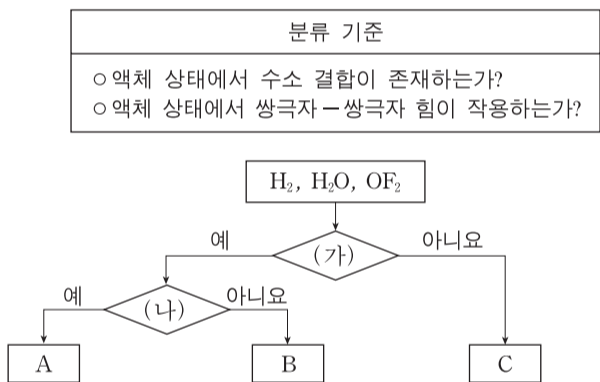 분류 기준
○ 액체 상태에서 수소 결합이 존재하는가?
○ 액체 상태에서 쌍극자－쌍극자 힘이 작용하는가?
H₂, H₂O, OF₂
예 (가) 아니요
예 (나) 아니요
A B C